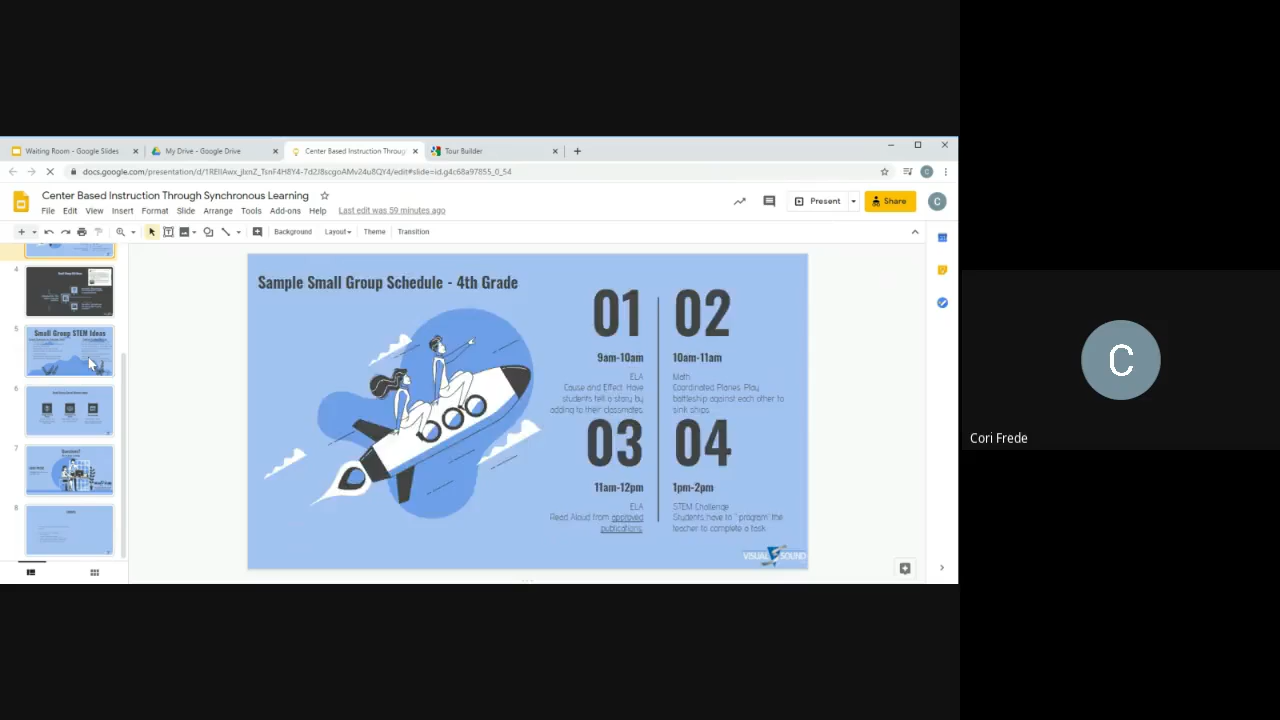 Waiting Room - Google Slides
My Drive - Google Drive
Center Based Instruction Throug
Tour Builder
Center Based Instruction Through Synchronous Learning
File Edit View Insert Format Slide Arrange Tools Add-ons Help
Last edit was 59 minutes ago
Present
Share
C
Background
Layout
Theme
Transition
4
5
Small Group STEM Ideas
6
7
8
Sample Small Group Schedule - 4th Grade
01
9am-10am
ELA
Cause and Effect. Have
students tell a story by
adding to their classmates.
02
10am-11am
Math
Coordinated Planes. Play
battleship against each other to
sink ships.
03
11am-12pm
ELA
Read Aloud from approved
publications.
04
1pm-2pm
STEM Challenge
Students have to "program" the
teacher to complete a task.
VISUAL SOUND
C
Cori Frede